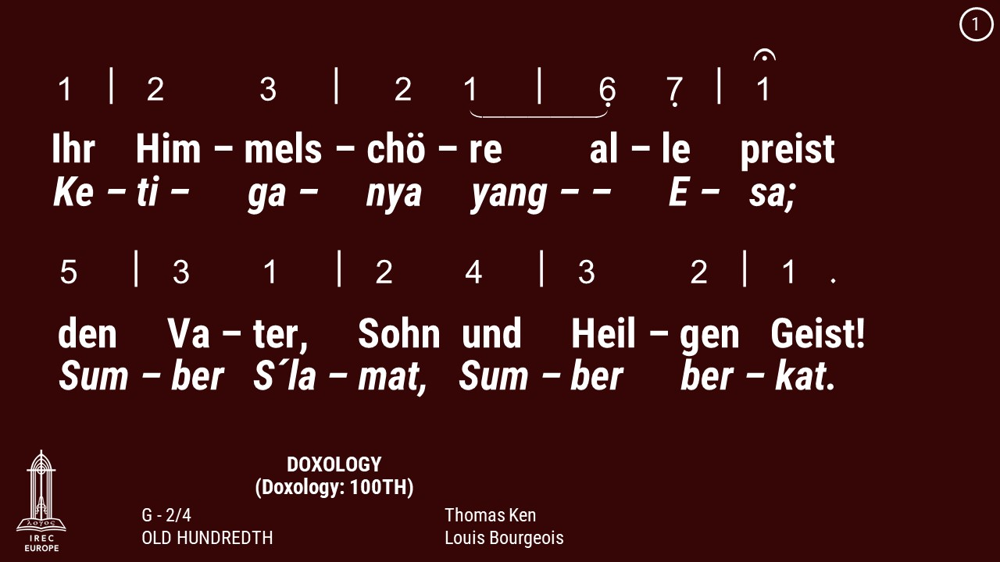 1
1 | 2 3 | 2 1 | 6̣ 7̣ | 1
Ihr Him – mels – chö – re al – le preist
Ke – ti – ga – nya yang – – E – sa;
5 | 3 1 | 2 4 | 3 2 | 1 .
den Va – ter, Sohn und Heil – gen Geist!
Sum – ber S´la – mat, Sum – ber ber – kat.
DOXOLOGY
(Doxology: 100TH)
G - 2/4 Thomas Ken
OLD HUNDREDTH Louis Bourgeois
λογος
IREC
EUROPE